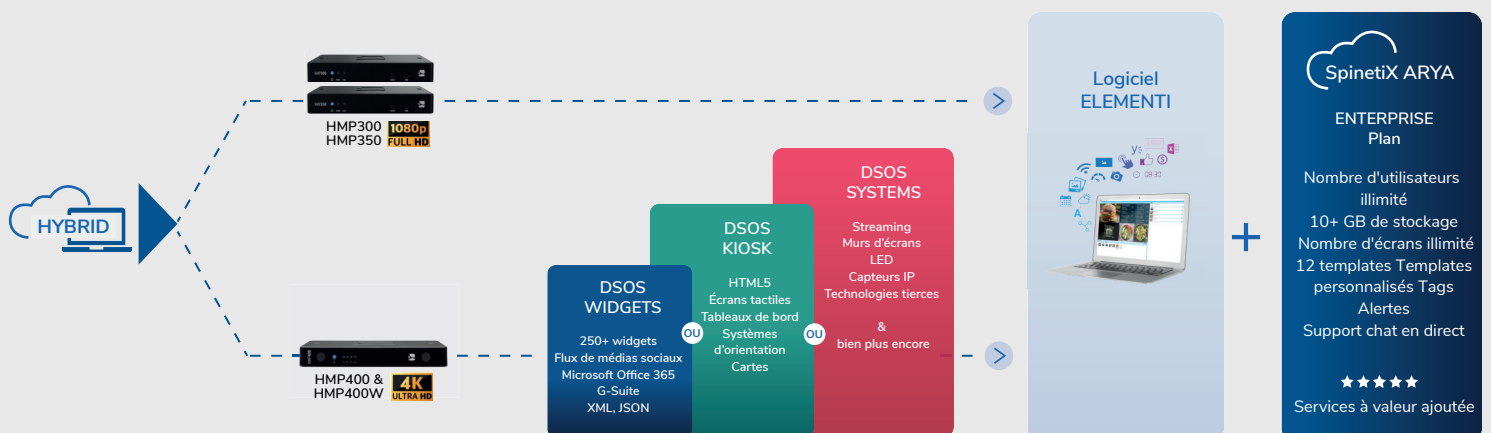 HYBRID
HMP300
HMP350
1080p
FULL HD
HMP400 &
HMP400W
4K
ULTRA HD
DSOS
WIDGETS
250+ widgets
Flux de médias sociaux
Microsoft Office 365
G-Suite
XML, JSON
OU
DSOS
KIOSK
HTML5
Écrans tactiles
Tableaux de bord
Systèmes
d'orientation
Cartes
OU
DSOS
SYSTEMS
Streaming
Murs d'écrans
LED
Capteurs IP
Technologies tierces
&
bien plus encore
Logiciel
ELEMENTI
08:30
+
SpinetiX ARYA
ENTERPRISE
Plan
Nombre d'utilisateurs
illimité
10+ GB de stockage
Nombre d'écrans illimité
12 templates Templates
personnalisés Tags
Alertes
Support chat en direct
★★★★★
Services à valeur ajoutée